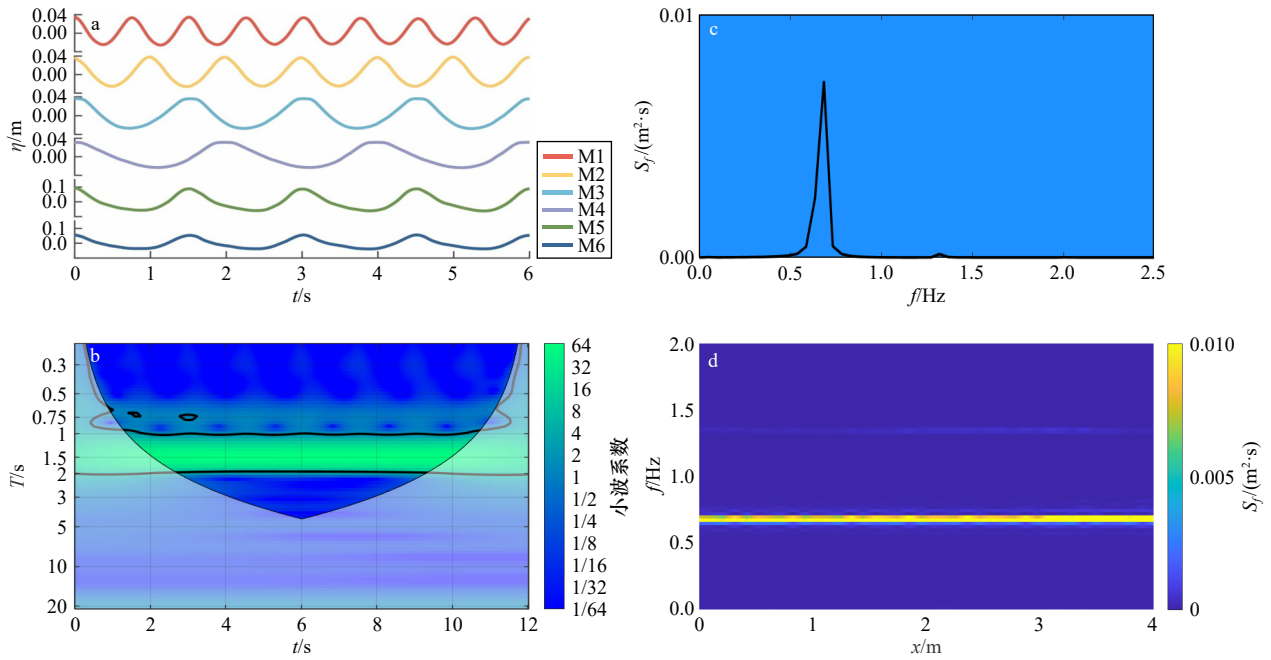 a
0.04
0.00
0.04
0.00
0.04
0.00
0.04
0.00
0.1
0.0
0.1
0.0
η/m
M1
M2
M3
M4
M5
M6
0 1 2 3 4 5 6
t/s
c
0.01
0.00
S_f/(m²·s)
0.0 0.5 1.0 1.5 2.0 2.5
f/Hz
b
0.3
0.5
0.75
1
1.5
2
3
5
10
20
T/s
0 2 4 6 8 10 12
t/s
64
32
16
8
4
2
1
1/2
1/4
1/8
1/16
1/32
1/64
小波系数
d
2.0
1.5
1.0
0.5
0.0
f/Hz
0 1 2 3 4
x/m
0.010
0.005
0
S_f/(m²·s)